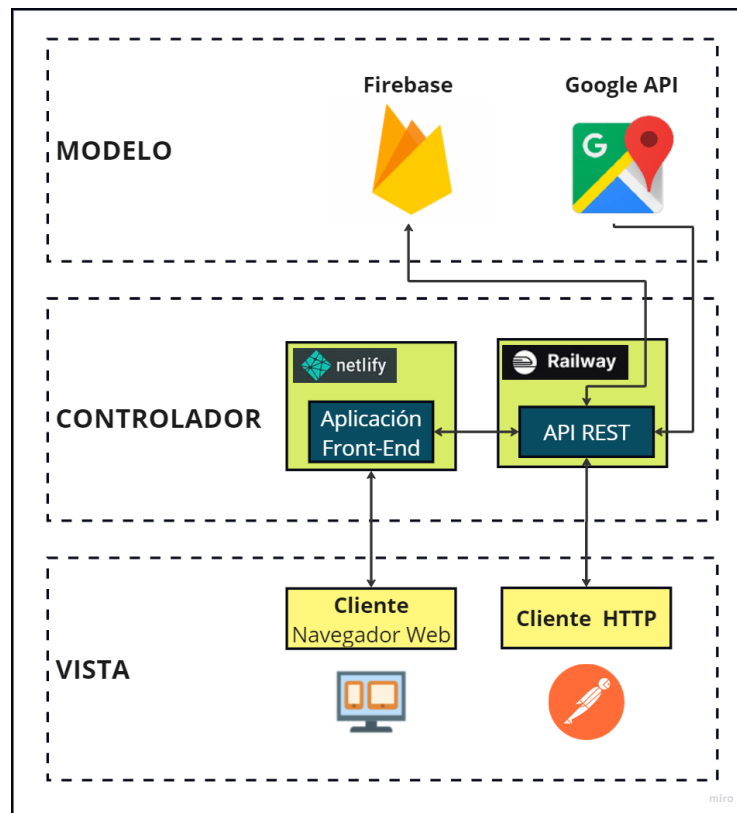 Firebase
Google API
G
MODELO
netlify
Railway
CONTROLADOR
Aplicación
Front-End
API REST
Cliente
Navegador Web
Cliente HTTP
VISTA
miro